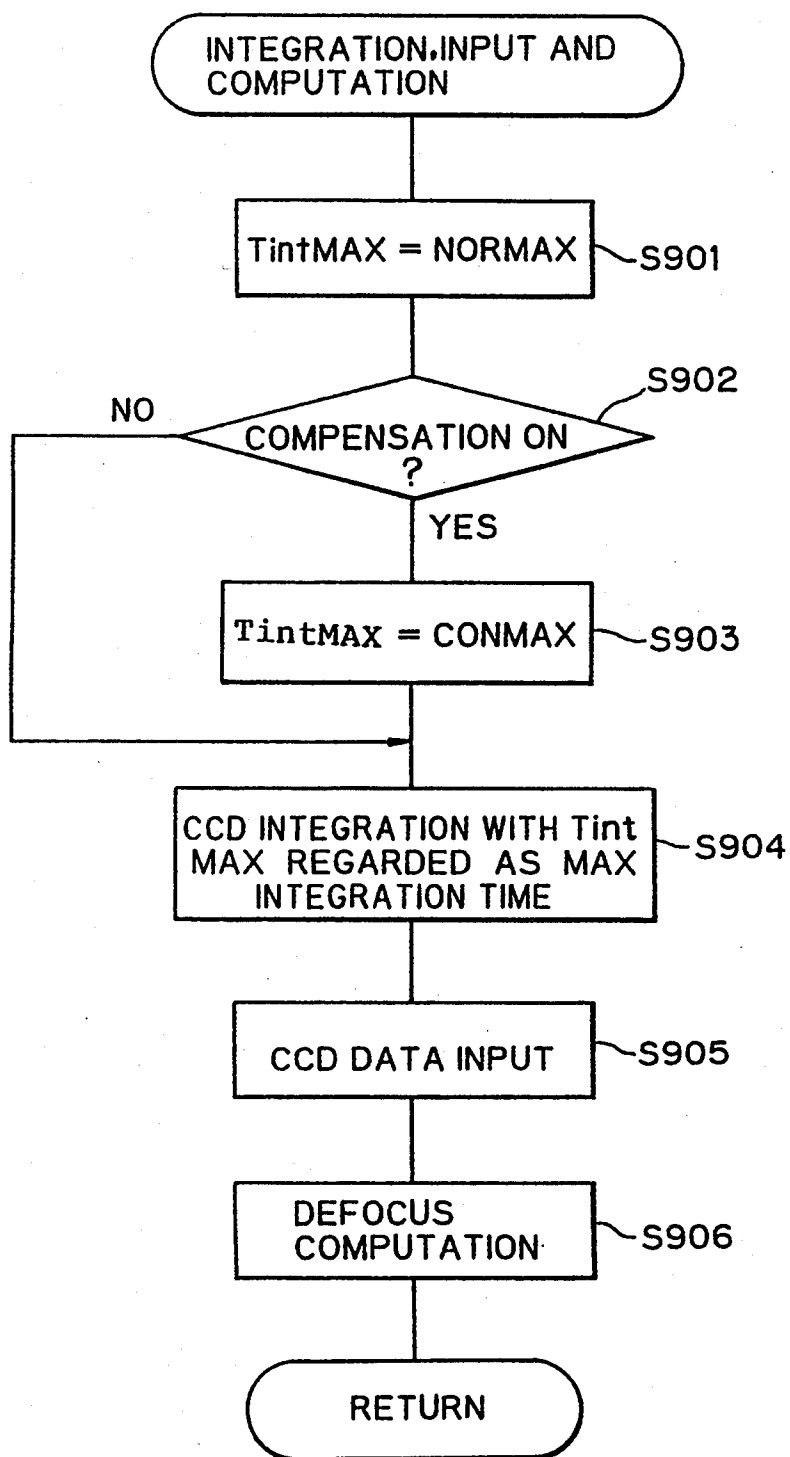 INTEGRATION.INPUT AND
COMPUTATION
TintMAX = NORMAX
S901
S902
NO
COMPENSATION ON
?
YES
TintMAX = CONMAX
S903
CCD INTEGRATION WITH Tint
MAX REGARDED AS MAX
INTEGRATION TIME
S904
CCD DATA INPUT
S905
DEFOCUS
COMPUTATION
S906
RETURN